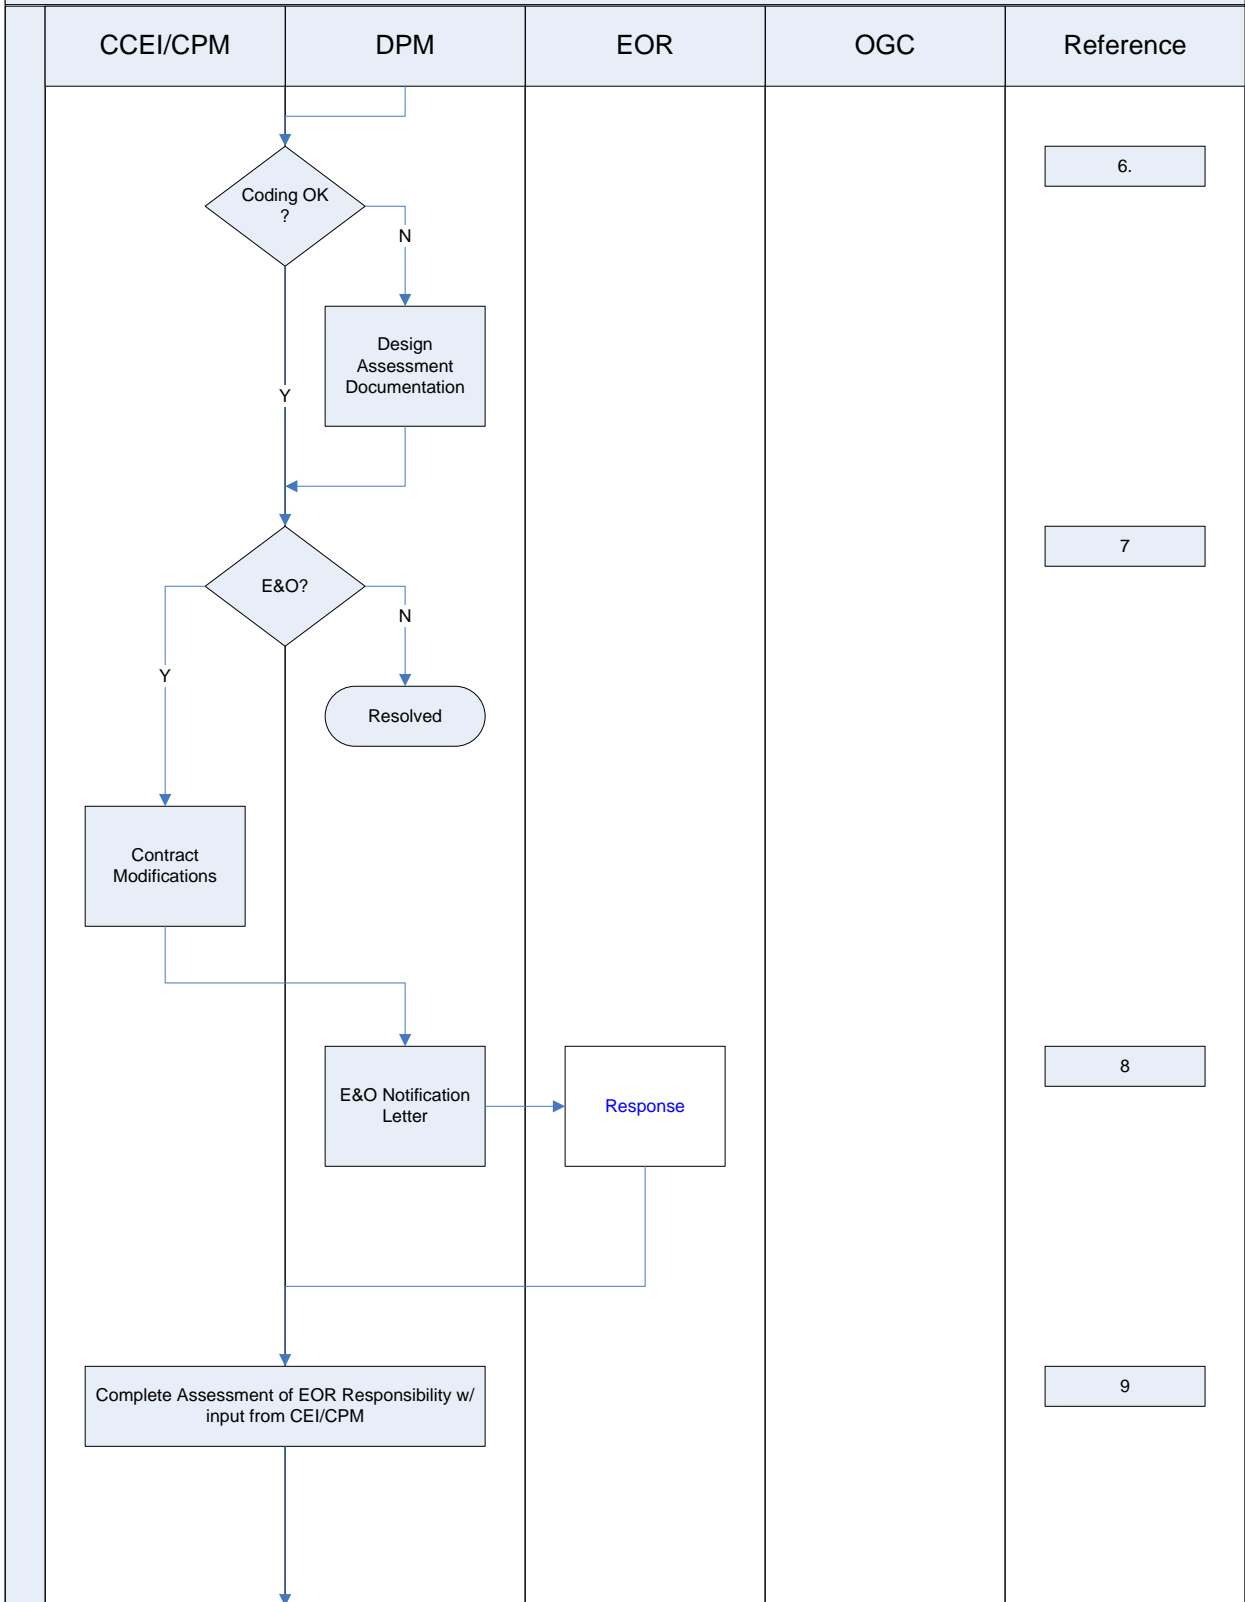 CCEI/CPM
DPM
EOR
OGC
Reference
6.
Coding OK
?
N
Design
Assessment
Documentation
Y
7
E&O?
N
Y
Resolved
Contract
Modifications
8
E&O Notification
Letter
Response
9
Complete Assessment of EOR Responsibility w/
input from CEI/CPM